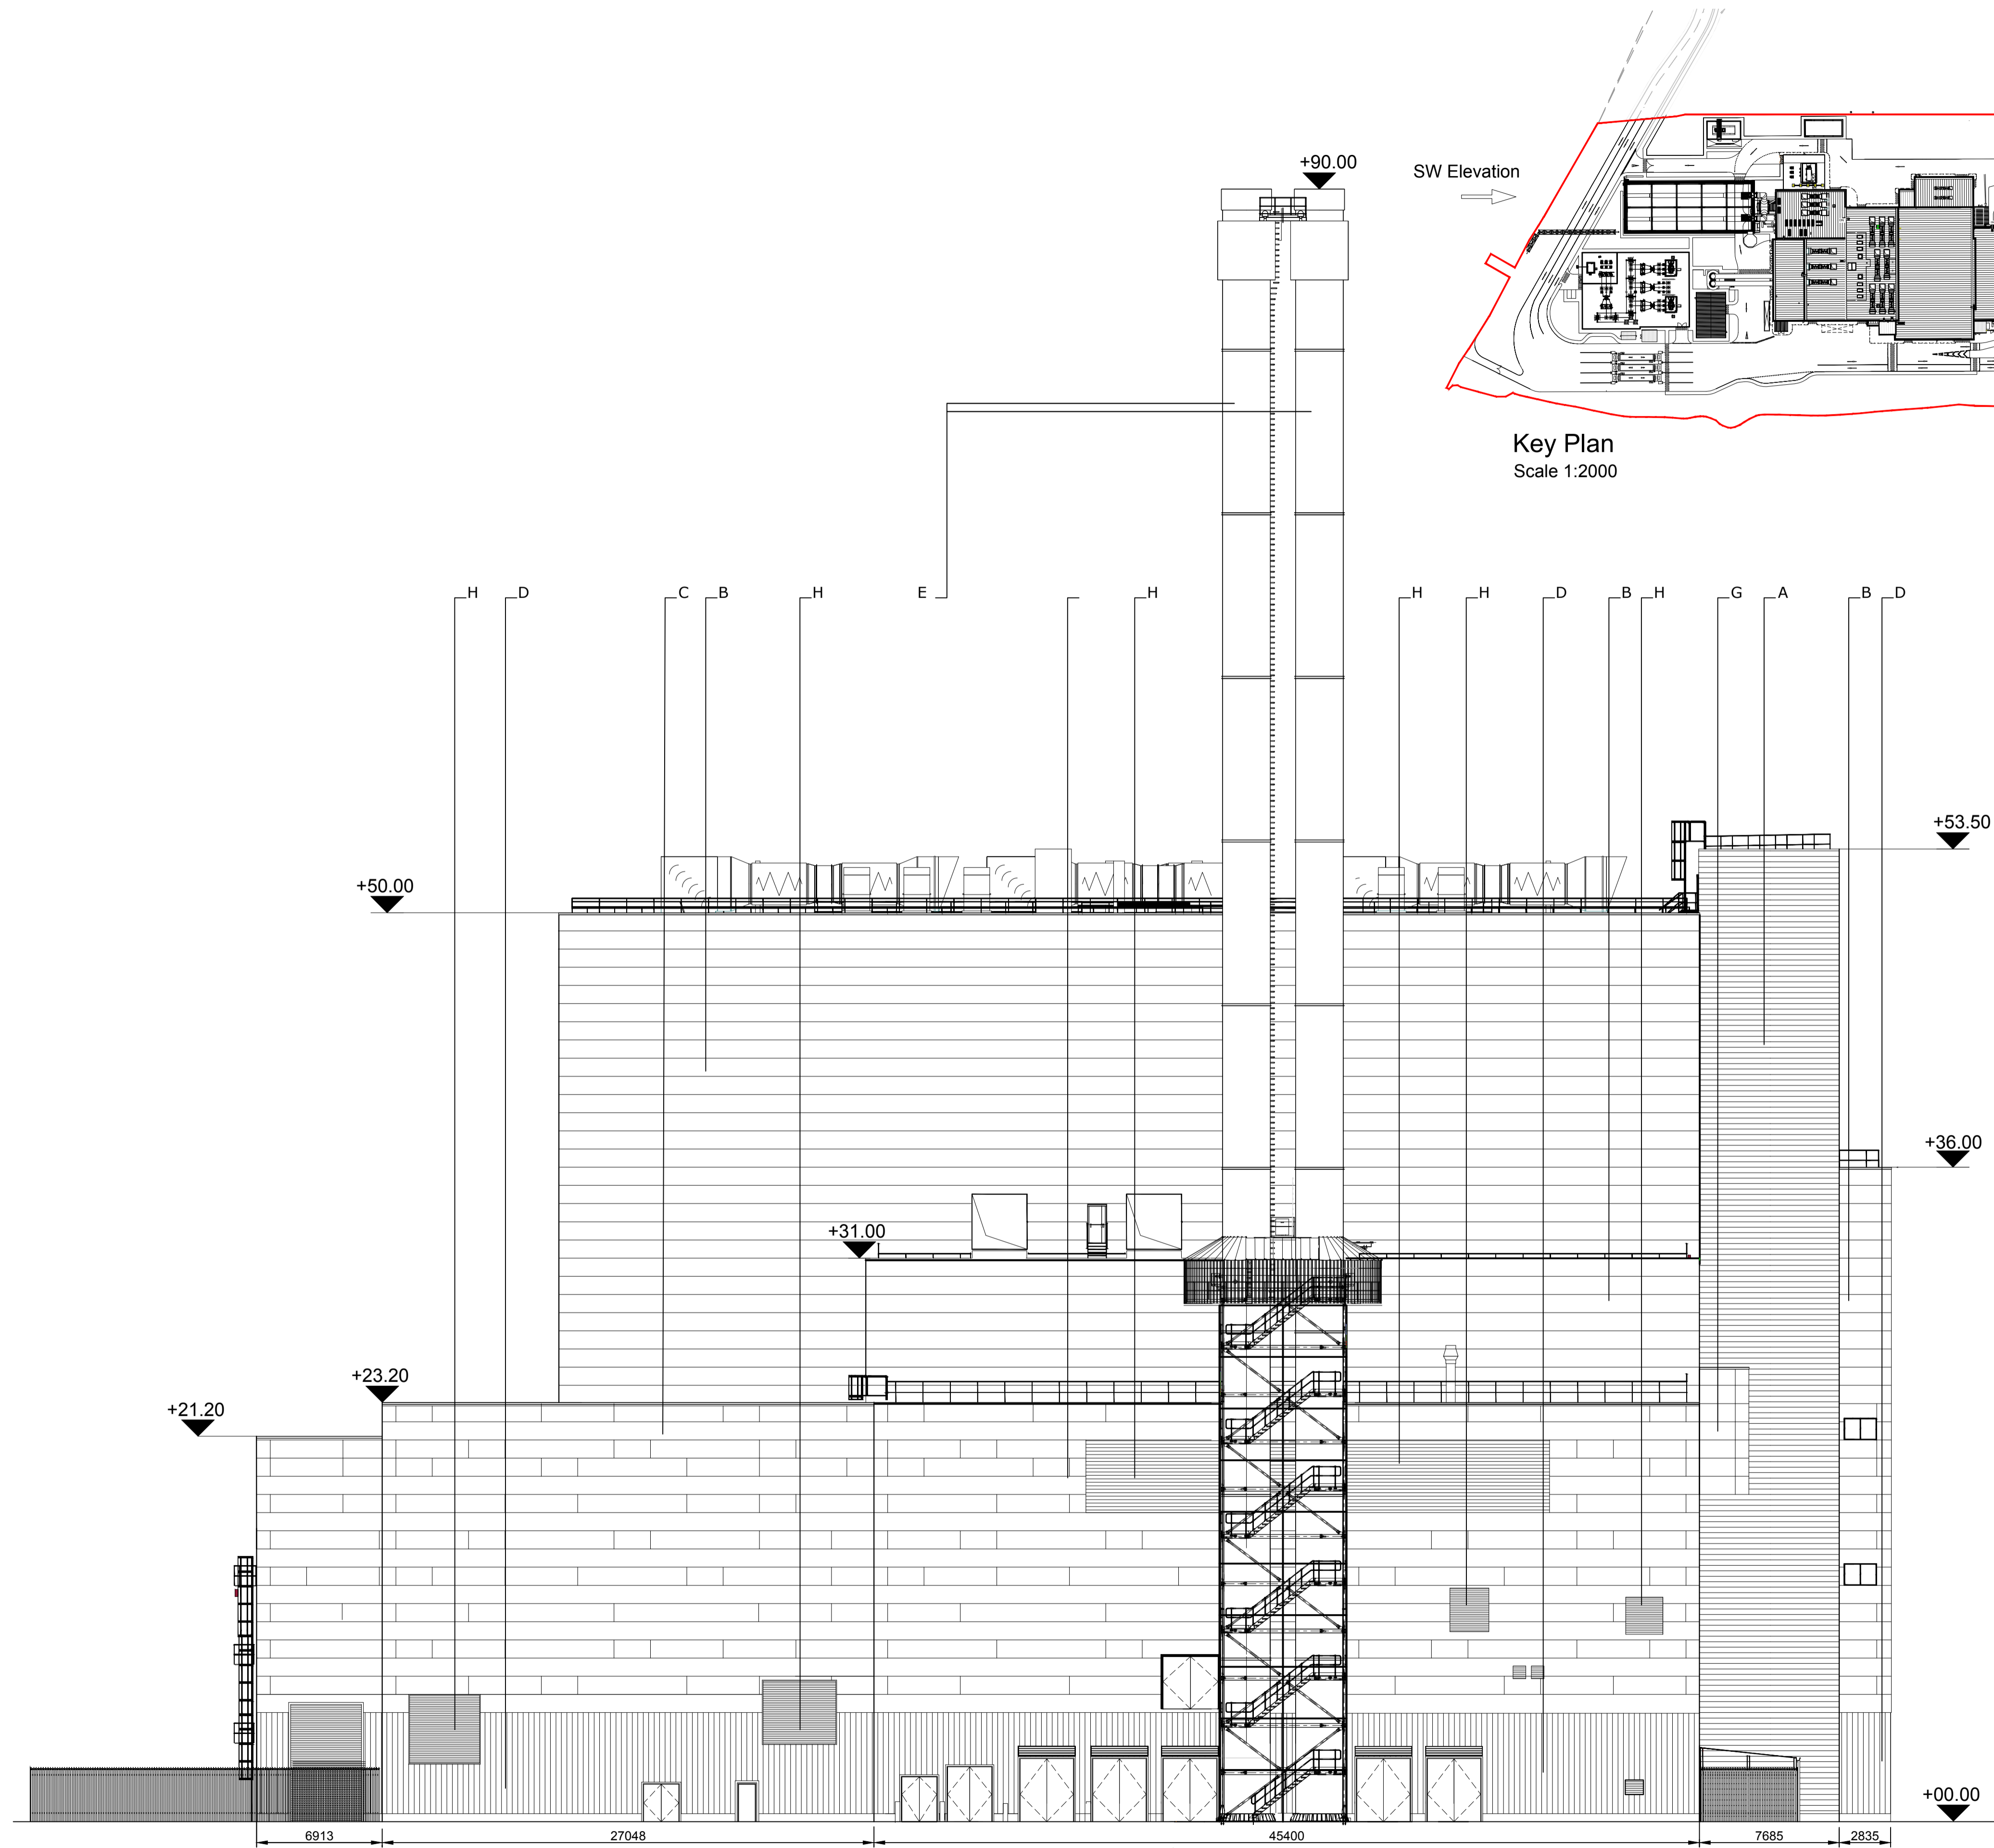 +90.00
SW Elevation
Key Plan
Scale 1:2000
H D C B H E H H H D B H G A B D
+53.50
+50.00
+36.00
+31.00
+23.20
+21.20
+00.00
6913 27048 45400 7685 2835